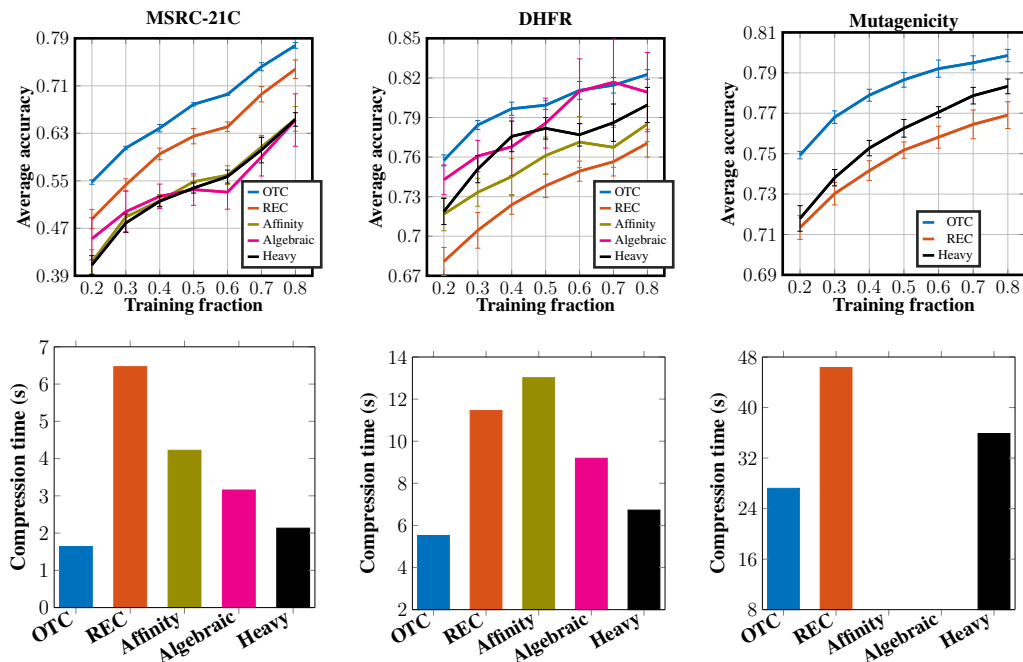 MSRC-21C
Average accuracy
0.79
0.71
0.63
0.55
0.47
0.39
OTC
REC
Affinity
Algebraic
Heavy
0.2 0.3 0.4 0.5 0.6 0.7 0.8
Training fraction
DHFR
Average accuracy
0.85
0.82
0.79
0.76
0.73
0.7
0.67
OTC
REC
Affinity
Algebraic
Heavy
0.2 0.3 0.4 0.5 0.6 0.7 0.8
Training fraction
Mutagenicity
Average accuracy
0.81
0.79
0.77
0.75
0.73
0.71
0.69
OTC
REC
Heavy
0.2 0.3 0.4 0.5 0.6 0.7 0.8
Training fraction
Compression time (s)
7
6
5
4
3
2
1
0
OTC REC Affinity Algebraic Heavy
Compression time (s)
14
12
10
8
6
4
2
OTC REC Affinity Algebraic Heavy
Compression time (s)
48
40
32
24
16
8
OTC REC Affinity Algebraic Heavy